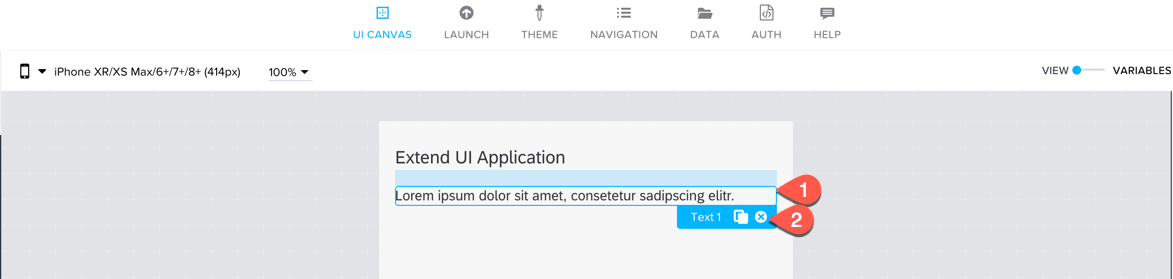 UI CANVAS LAUNCH THEME NAVIGATION DATA AUTH HELP
iPhone XR/XS Max/6+/7+/8+ (414px) 100% VIEW VARIABLES
Extend UI Application
Lorem ipsum dolor sit amet, consetetur sadipscing elitr.
1
Text 1
2